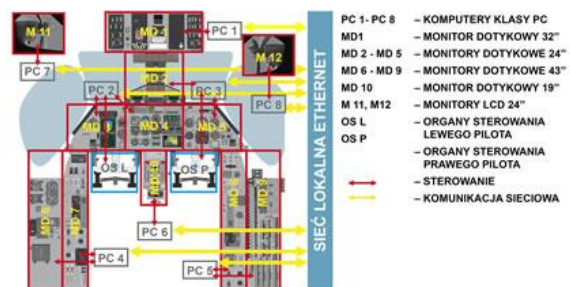 M 11
MD 1
PC 1
M 12
PC 7
MD 2
PC 2
PC 3
PC 8
MD 3
MD 4
MD 5
OS L
OS P
MD 7
MD 8
MD 9
PC 6
PC 4
PC 5
SIEĆ LOKALNA ETHERNET
PC 1- PC 8 – KOMPUTERY KLASY PC
MD1 – MONITOR DOTYKOWY 32"
MD 2 - MD 5 – MONITORY DOTYKOWE 24"
MD 6 - MD 9 – MONITORY DOTYKOWE 43"
MD 10 – MONITOR DOTYKOWY 19"
M 11, M12 – MONITORY LCD 24"
OS L – ORGANY STEROWANIA
LEWEGO PILOTA
OS P
– ORGANY STEROWANIA
PRAWEGO PILOTA
– STEROWANIE
– KOMUNIKACJA SIECIOWA